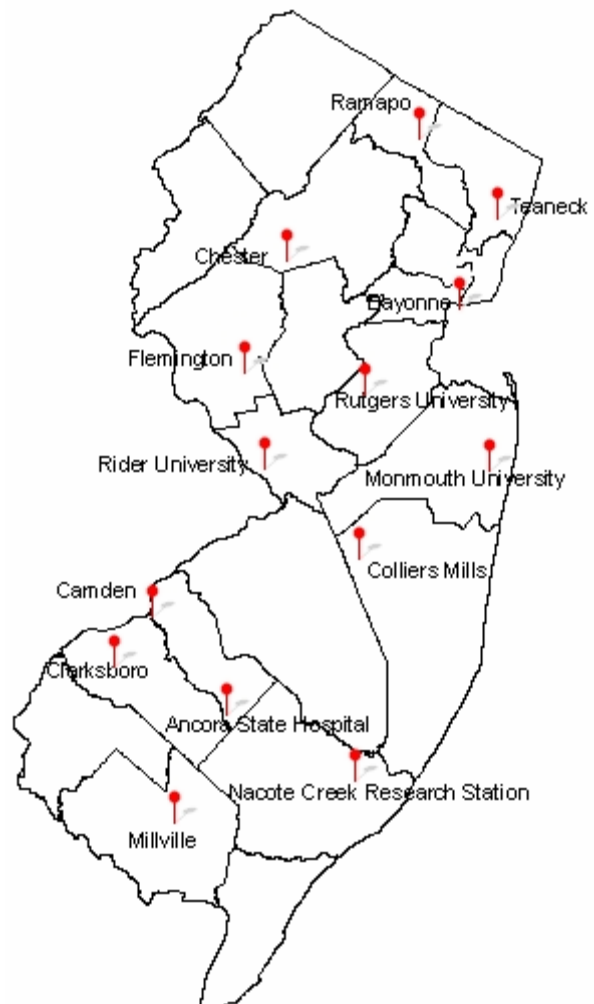 Ramapo
Teaneck
Chester
Bayonne
Flemington
Rutgers University
Rider University
Monmouth University
Colliers Mills
Camden
Clarksboro
Ancora State Hospital
Nacote Creek Research Station
Millville